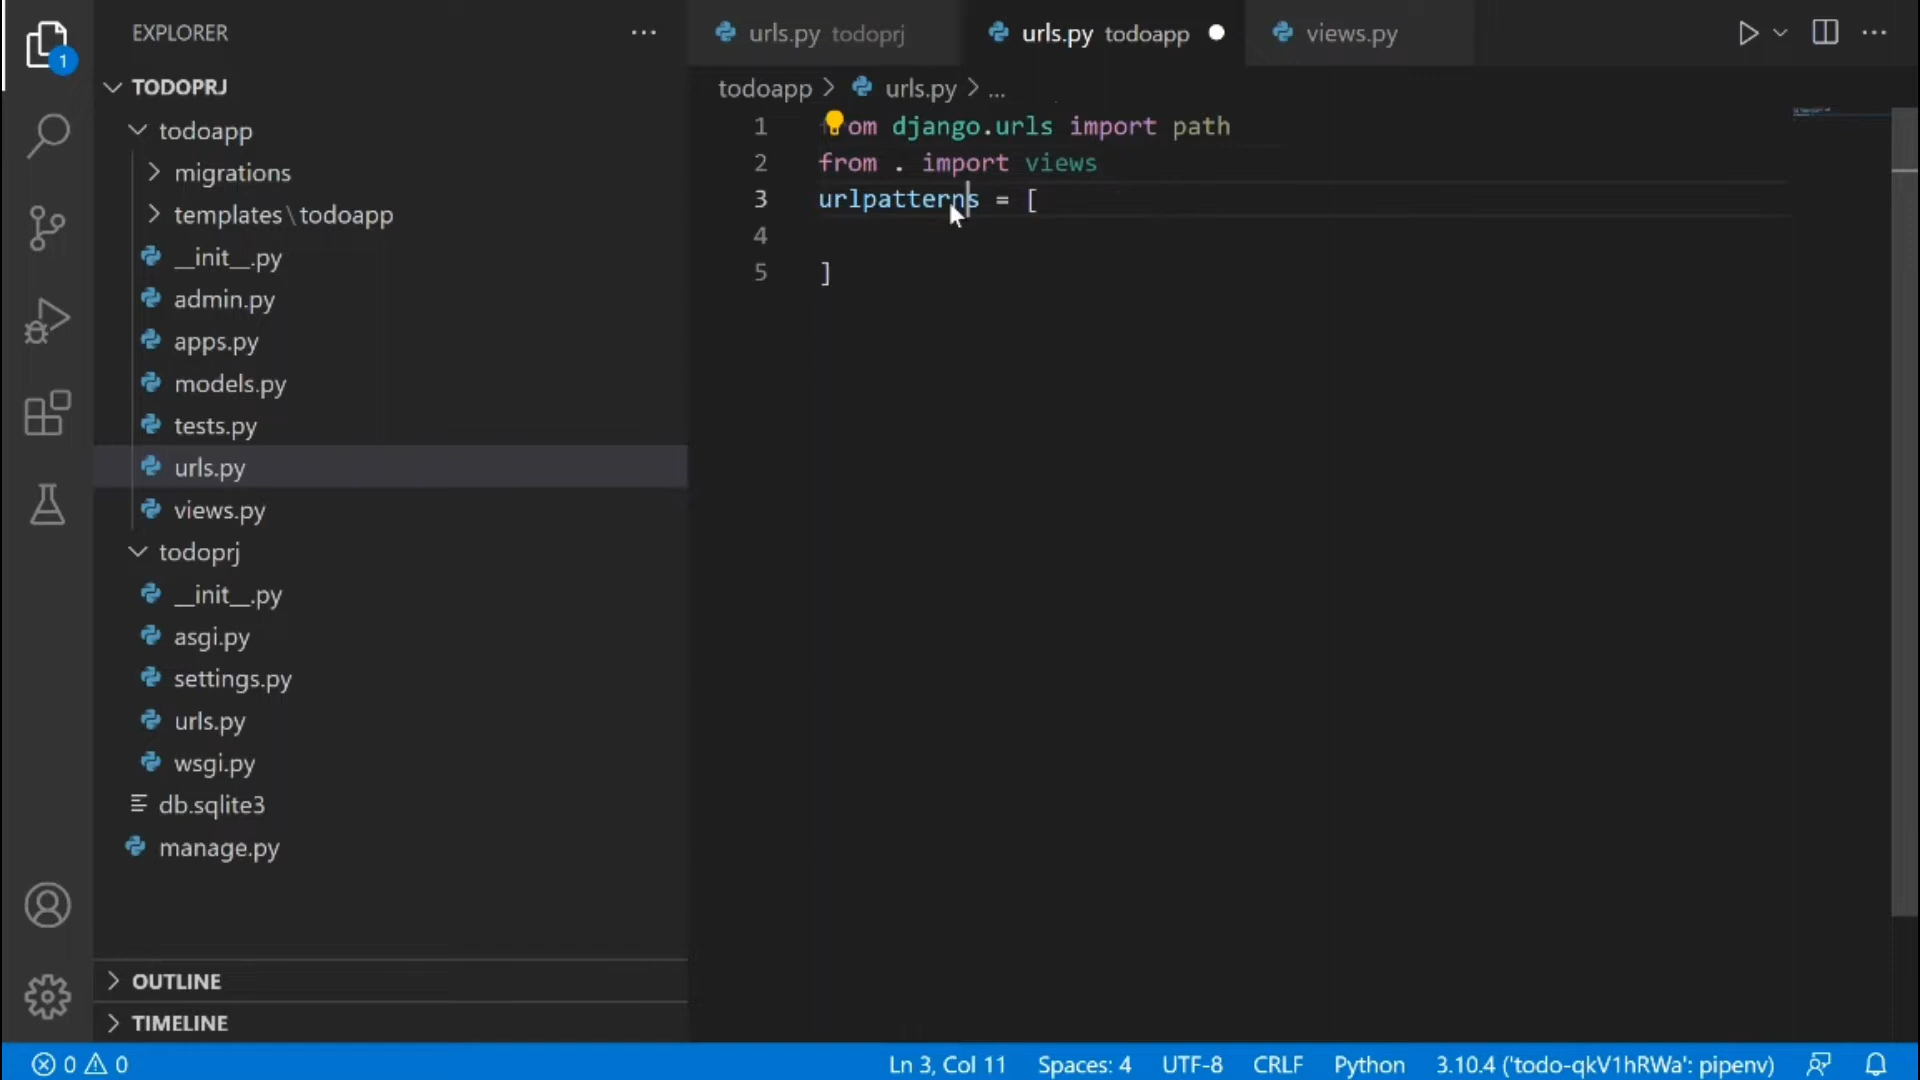 1
EXPLORER
TODOPRJ
todoapp
migrations
templates\todoapp
__init__.py
admin.py
apps.py
models.py
tests.py
urls.py
views.py
todoprj
__init__.py
asgi.py
settings.py
urls.py
wsgi.py
db.sqlite3
manage.py
OUTLINE
TIMELINE
urls.py todoprj
urls.py todoapp
views.py
todoapp > urls.py > ...
1 from django.urls import path
2 from . import views
3 urlpatterns = [
4
5 ]
0 0
Ln 3, Col 11 Spaces: 4 UTF-8 CRLF Python 3.10.4 ('todo-qkV1hRWa': pipenv)